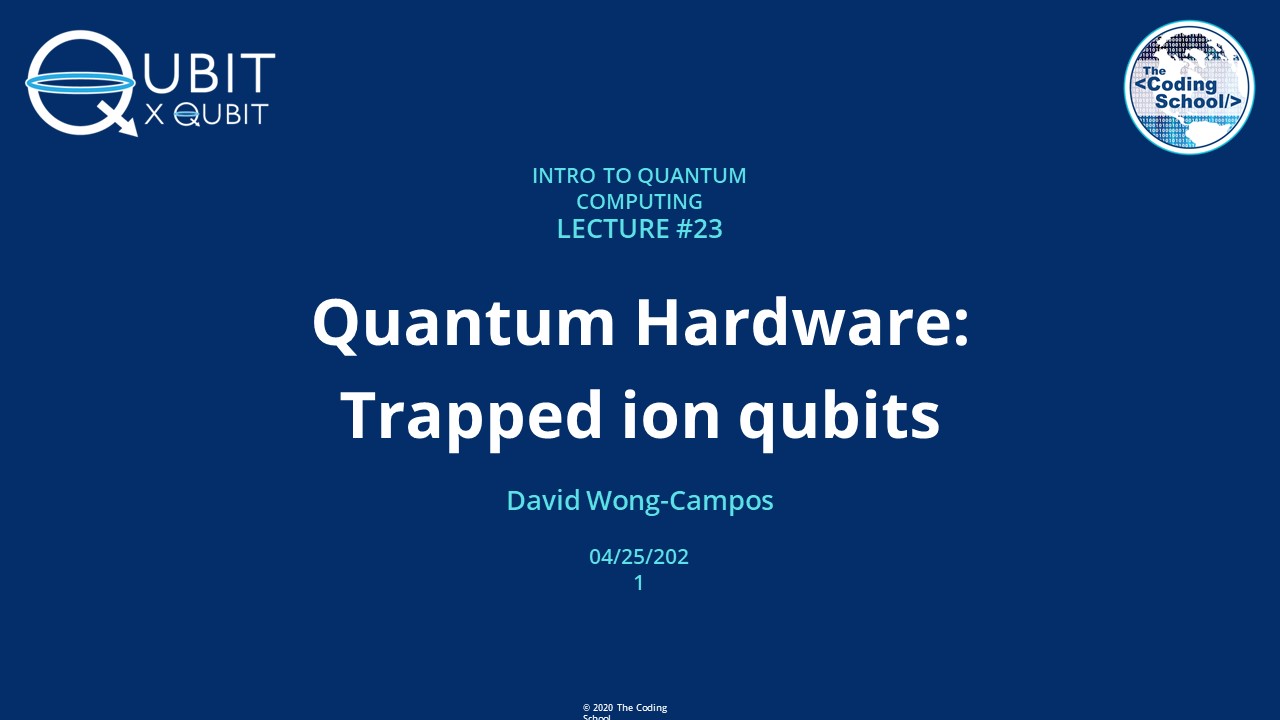 QUBIT
X QUBIT
The
<Coding
School/>
INTRO TO QUANTUM
COMPUTING
LECTURE #23
Quantum Hardware:
Trapped ion qubits
David Wong-Campos
04/25/202
1
© 2020 The Coding
School